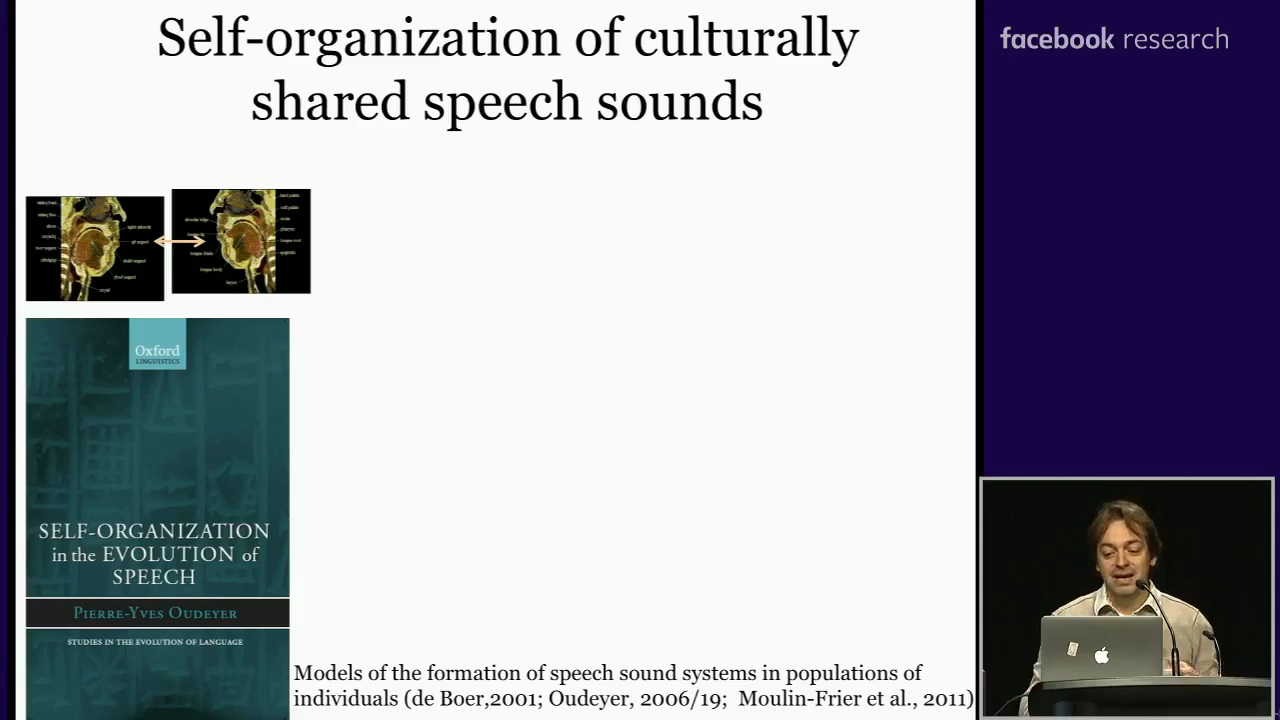 Self-organization of culturally
shared speech sounds
facebook research
Oxford
LINGUISTICS
SELF-ORGANIZATION
in the EVOLUTION of
SPEECH
PIERRE-YVES OUDEYER
STUDIES IN THE EVOLUTION OF LANGUAGE
Models of the formation of speech sound systems in populations of
individuals (de Boer,2001; Oudeyer, 2006/19; Moulin-Frier et al., 2011)